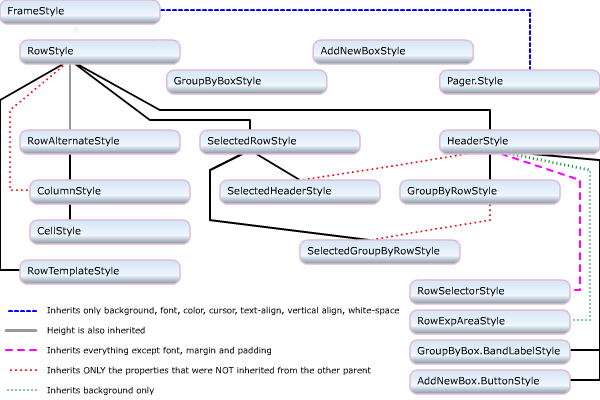 FrameStyle
RowStyle
AddNewBoxStyle
GroupByBoxStyle
Pager.Style
RowAlternateStyle
SelectedRowStyle
HeaderStyle
ColumnStyle
SelectedHeaderStyle
GroupByRowStyle
CellStyle
SelectedGroupByRowStyle
RowTemplateStyle
RowSelectorStyle
RowExpAreaStyle
GroupByBox.BandLabelStyle
AddNewBox.ButtonStyle
Inherits only background, font, color, cursor, text-align, vertical align, white-space
Height is also inherited
Inherits everything except font, margin and padding
Inherits ONLY the properties that were NOT inherited from the other parent
Inherits background only